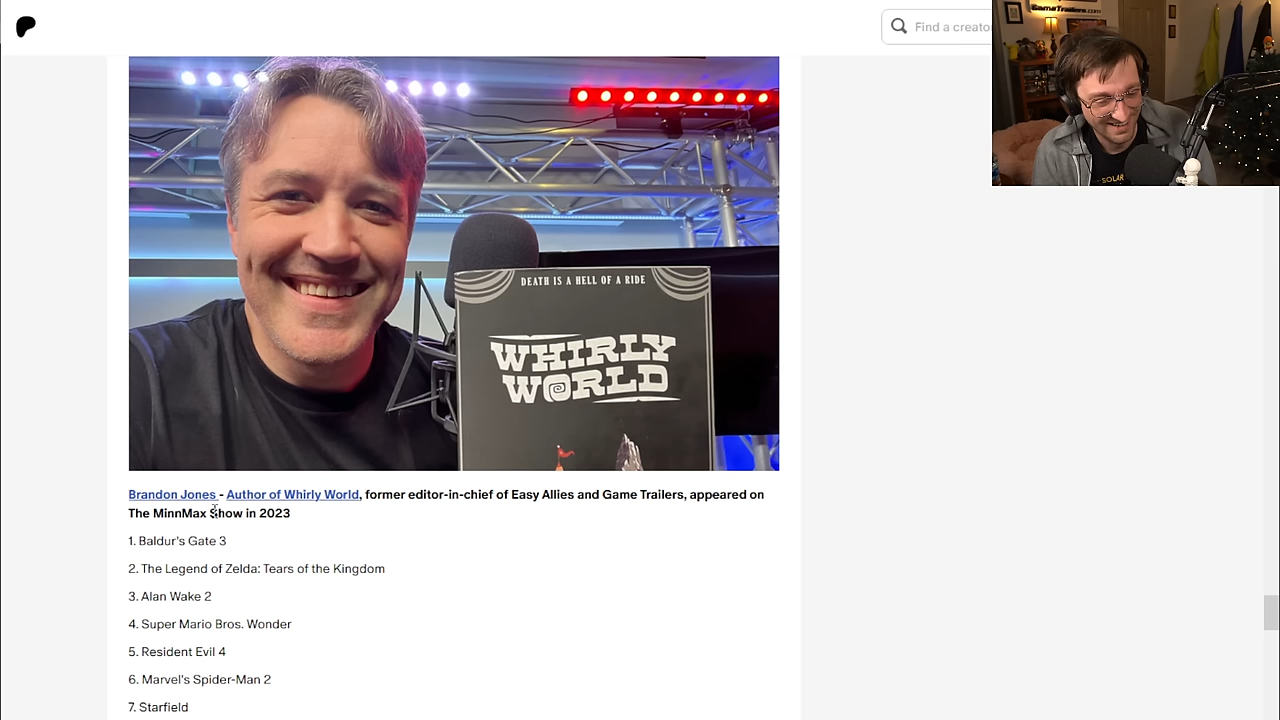 Find a creato
GameTrailers.com
DEATH IS A HELL OF A RIDE
WHIRLY
WORLD
SOLAR
Brandon Jones - Author of Whirly World, former editor-in-chief of Easy Allies and Game Trailers, appeared on
The MinnMax Show in 2023
1. Baldur's Gate 3
2. The Legend of Zelda: Tears of the Kingdom
3. Alan Wake 2
4. Super Mario Bros. Wonder
5. Resident Evil 4
6. Marvel's Spider-Man 2
7. Starfield